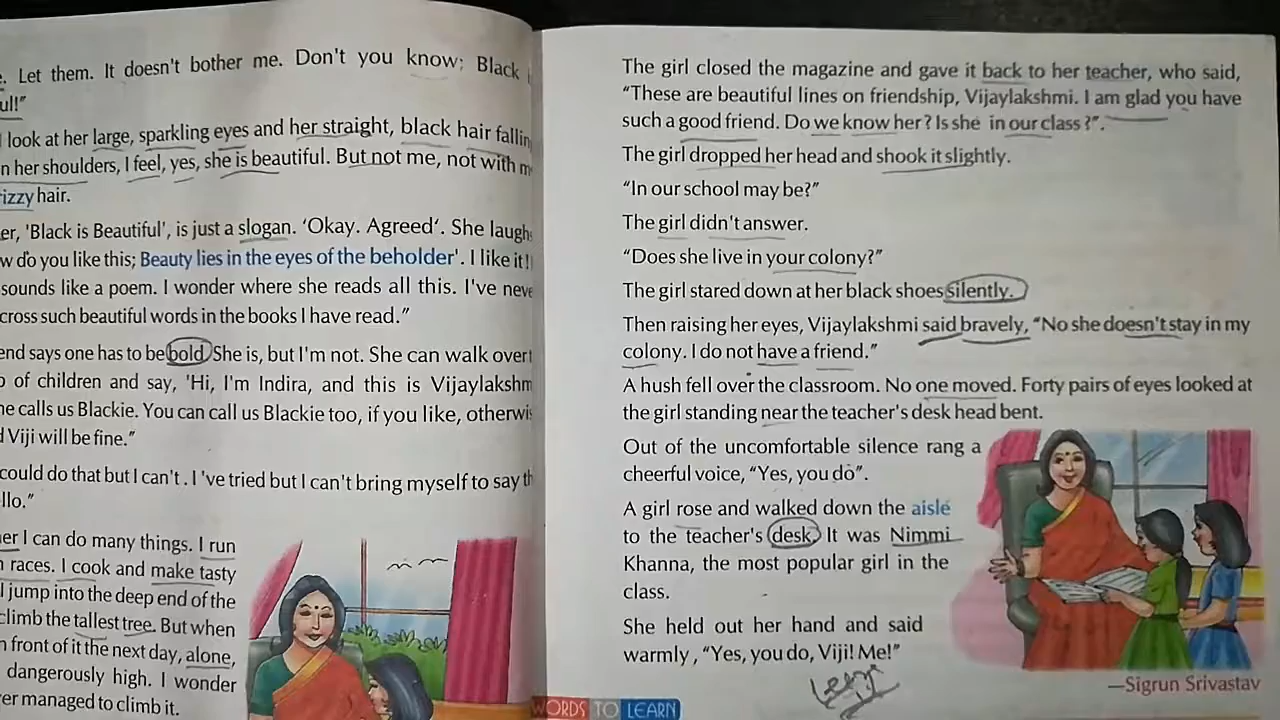 . Let them. It doesn't bother me. Don't you know; Black
ul!"
look at her large, sparkling eyes and her straight, black hair fallin
n her shoulders, I feel, yes, she is beautiful. But not me, not with m
izzy hair.
er, 'Black is Beautiful', is just a slogan. 'Okay. Agreed'. She laugh
w do you like this; Beauty lies in the eyes of the beholder'. I like it!
sounds like a poem. I wonder where she reads all this. I've neve
cross such beautiful words in the books I have read."
end says one has to be bold. She is, but I'm not. She can walk over
of children and say, 'Hi, I'm Indira, and this is Vijaylakshm
e calls us Blackie. You can call us Blackie too, if you like, otherwi
d Viji will be fine."
could do that but I can't. I 've tried but I can't bring myself to say th
llo."
er I can do many things. I run
n races. I cook and make tasty
I jump into the deep end of the
climb the tallest tree. But when
n front of it the next day, alone,
dangerously high. I wonder
er managed to climb it.
The girl closed the magazine and gave it back to her teacher, who said,
"These are beautiful lines on friendship, Vijaylakshmi. I am glad you have
such a good friend. Do we know her? Is she in our class?".
The girl dropped her head and shook it slightly.
"In our school may be?"
The girl didn't answer.
"Does she live in your colony?"
The girl stared down at her black shoes silently.
Then raising her eyes, Vijaylakshmi said bravely, "No she doesn't stay in my
colony. I do not have a friend."
A hush fell over the classroom. No one moved. Forty pairs of eyes looked at
the girl standing near the teacher's desk head bent.
Out of the uncomfortable silence rang a
cheerful voice, "Yes, you do".
A girl rose and walked down the aisle
to the teacher's desk. It was Nimmi
Khanna, the most popular girl in the
class.
She held out her hand and said
warmly, "Yes, you do, Viji! Me!"
—Sigrun Srivastav
WORDS TO LEARN